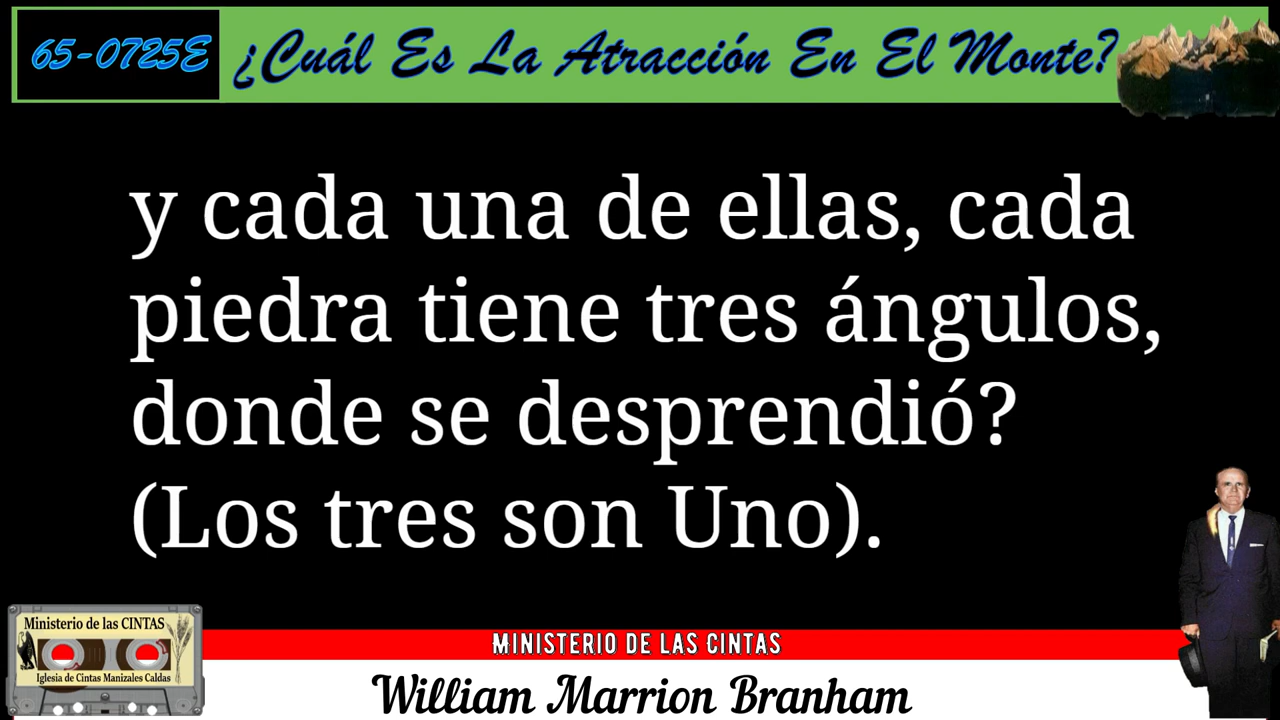 65-0725E ¿Cuál Es La Atracción En El Monte?
y cada una de ellas, cada
piedra tiene tres ángulos,
donde se desprendió?
(Los tres son Uno).
Ministerio de las CINTAS
Iglesia de Cintas Manizales Caldas
MINISTERIO DE LAS CINTAS
William Marrion Branham